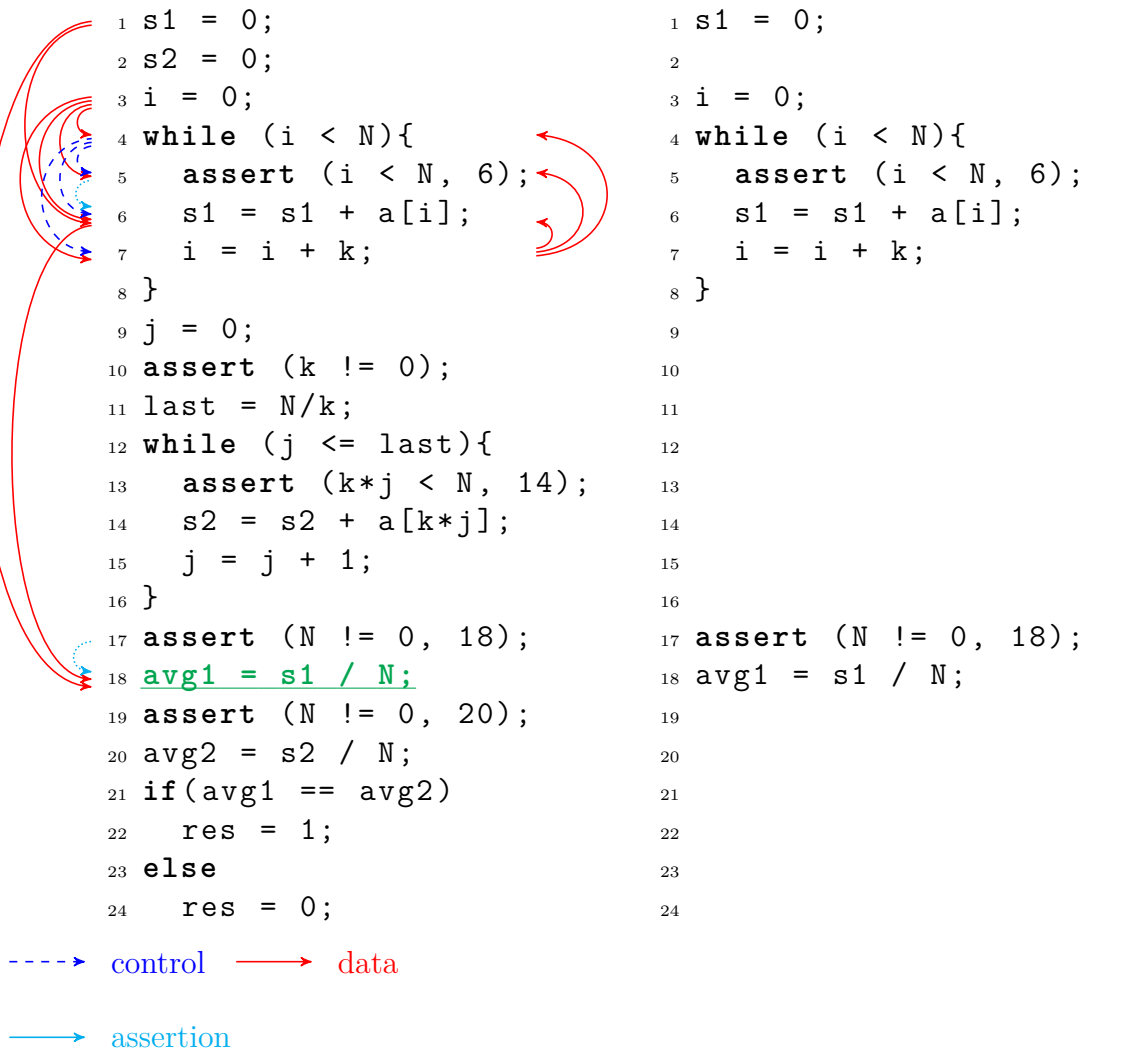 1 s1 = 0;
2 s2 = 0;
3 i = 0;
4 while (i < N){
5   assert (i < N, 6);
6   s1 = s1 + a[i];
7   i = i + k;
8 }
9 j = 0;
10 assert (k != 0);
11 last = N/k;
12 while (j <= last){
13   assert (k*j < N, 14);
14   s2 = s2 + a[k*j];
15   j = j + 1;
16 }
17 assert (N != 0, 18);
18 avg1 = s1 / N;
19 assert (N != 0, 20);
20 avg2 = s2 / N;
21 if(avg1 == avg2)
22   res = 1;
23 else
24   res = 0;
1 s1 = 0;
2
3 i = 0;
4 while (i < N){
5   assert (i < N, 6);
6   s1 = s1 + a[i];
7   i = i + k;
8 }
9
10
11
12
13
14
15
16
17 assert (N != 0, 18);
18 avg1 = s1 / N;
19
20
21
22
23
24
control data
assertion